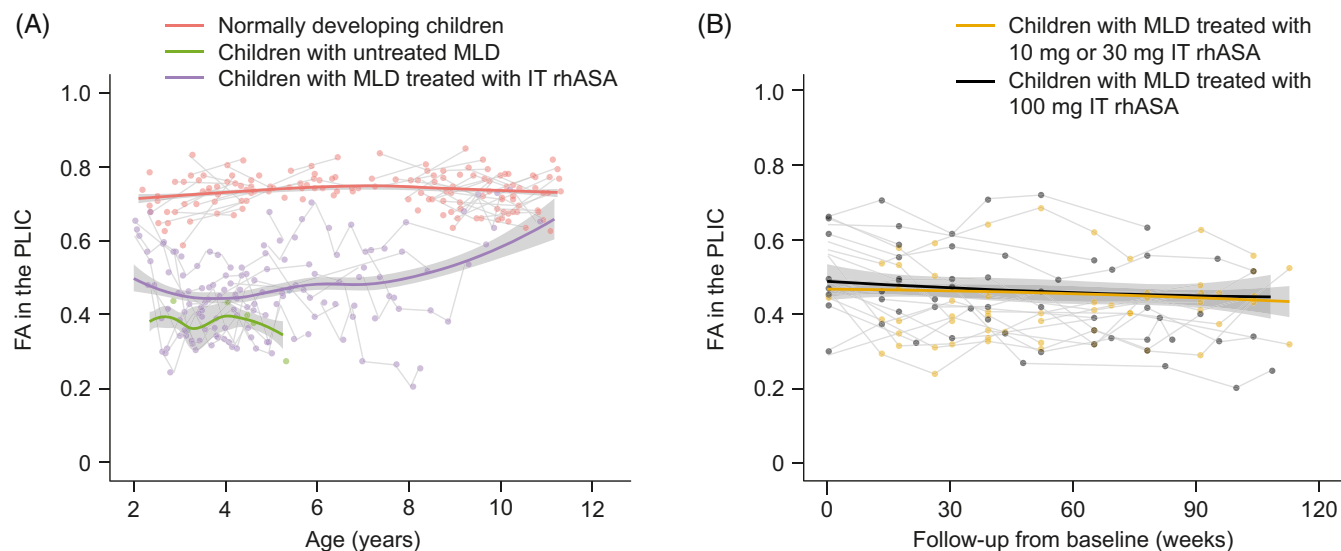 (A)
Normally developing children
Children with untreated MLD
Children with MLD treated with IT rhASA
1.0
0.8
0.6
0.4
0.2
0
FA in the PLIC
2
4
6
8
10
12
Age (years)
(B)
Children with MLD treated with
10 mg or 30 mg IT rhASA
Children with MLD treated with
100 mg IT rhASA
1.0
0.8
0.6
0.4
0.2
0
FA in the PLIC
0
30
60
90
120
Follow-up from baseline (weeks)